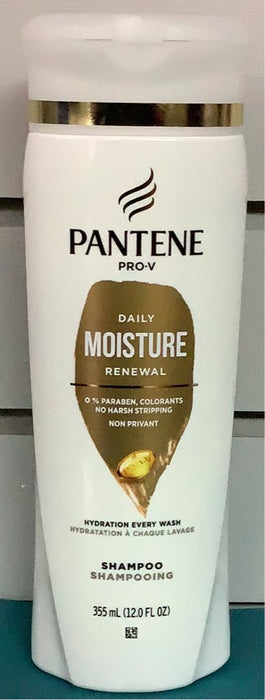 PANTENE
PRO-V
DAILY
MOISTURE
RENEWAL
0 % PARABEN, COLORANTS
NO HARSH STRIPPING
NON PRIVANT
HYDRATION EVERY WASH
HYDRATATION À CHAQUE LAVAGE
SHAMPOO
SHAMPOOING
355 mL (12.0 FL OZ)